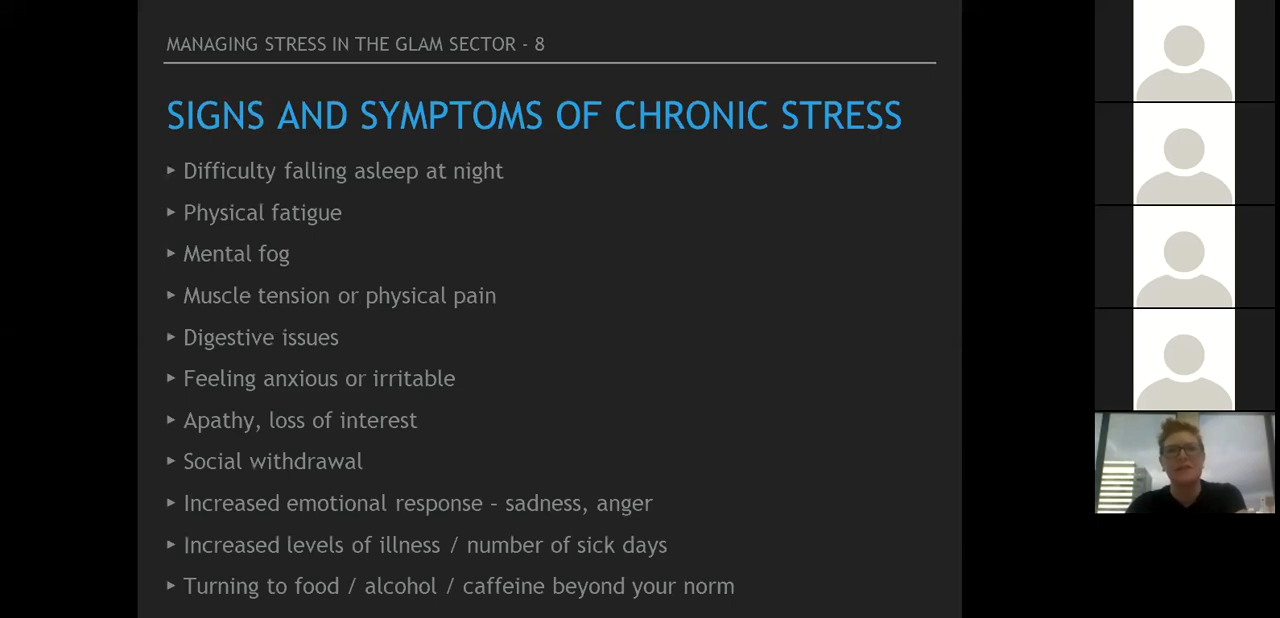 MANAGING STRESS IN THE GLAM SECTOR - 8
SIGNS AND SYMPTOMS OF CHRONIC STRESS
‣ Difficulty falling asleep at night
‣ Physical fatigue
‣ Mental fog
‣ Muscle tension or physical pain
‣ Digestive issues
‣ Feeling anxious or irritable
‣ Apathy, loss of interest
‣ Social withdrawal
‣ Increased emotional response – sadness, anger
‣ Increased levels of illness / number of sick days
‣ Turning to food / alcohol / caffeine beyond your norm